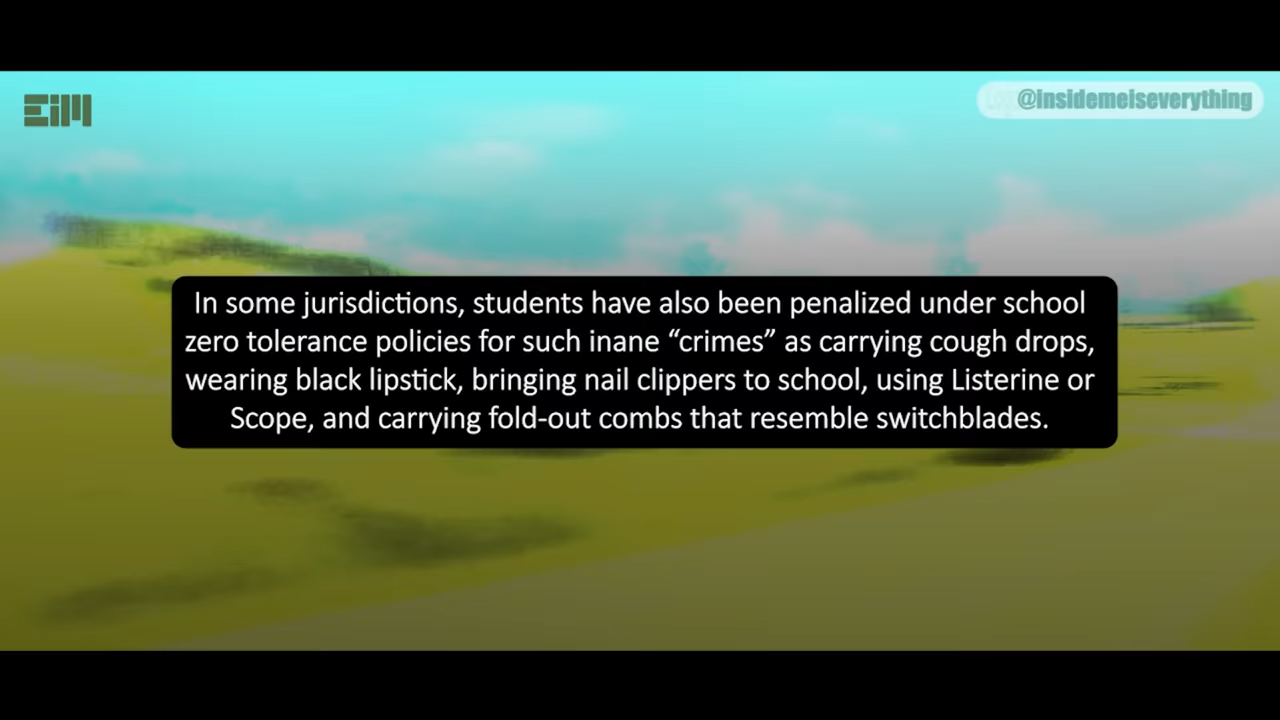 EiM
@insidemeiseverything
In some jurisdictions, students have also been penalized under school
zero tolerance policies for such inane “crimes” as carrying cough drops,
wearing black lipstick, bringing nail clippers to school, using Listerine or
Scope, and carrying fold-out combs that resemble switchblades.